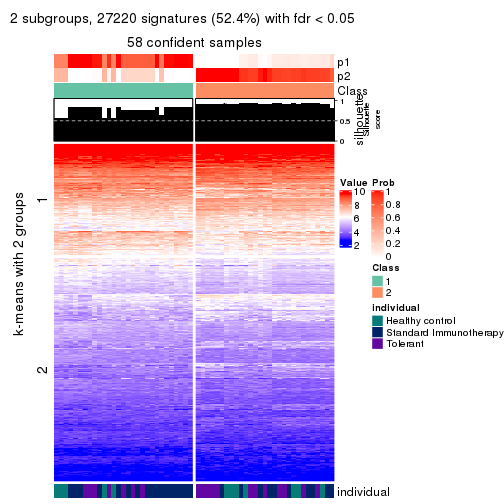 2 subgroups, 27220 signatures (52.4%) with fdr < 0.05
58 confident samples
p1
p2
Class
silhouette
Silhouette
score
1
0.5
0
k-means with 2 groups
1
2
Value
10
8
6
4
2
Prob
1
0.8
0.6
0.4
0.2
0
Class
1
2
individual
Healthy control
Standard Immunotherapy
Tolerant
individual